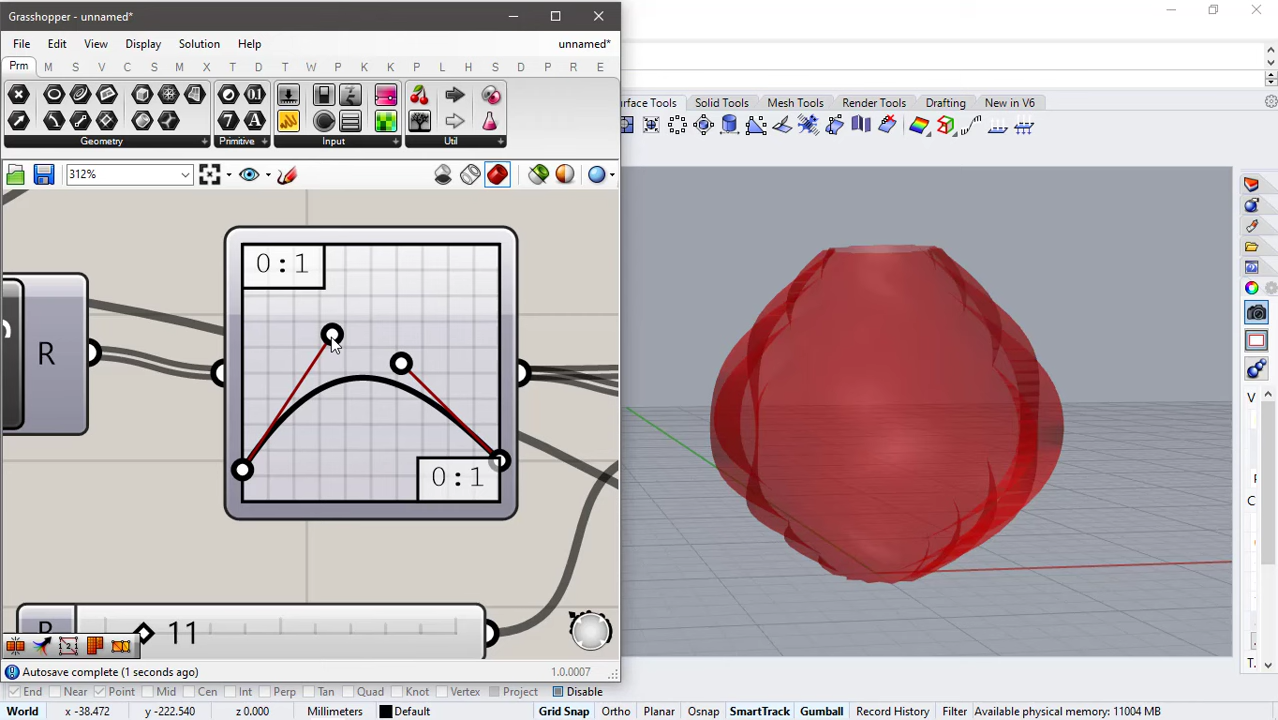 Grasshopper - unnamed*
File Edit View Display Solution Help unnamed*
Prm M S V C S M X T D T W P K K P L H S D P R E
urface Tools Solid Tools Mesh Tools Render Tools Drafting New in V6
Geometry Primitive Input Util
312%
0:1
R
0:1
11
Autosave complete (1 seconds ago) 1.0.0007
End Near Point Mid Cen Int Perp Tan Quad Knot Vertex Project Disable
World x -38.472 y -222.540 z 0.000 Millimeters Default Grid Snap Ortho Planar Osnap SmartTrack Gumball Record History Filter Available physical memory: 11004 MB